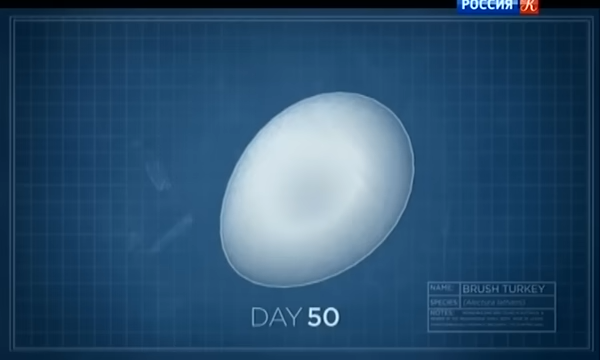 РОССИЯ К
DAY 50
NAME: BRUSH TURKEY
SPECIES: (Alectura lathami)
NOTES: